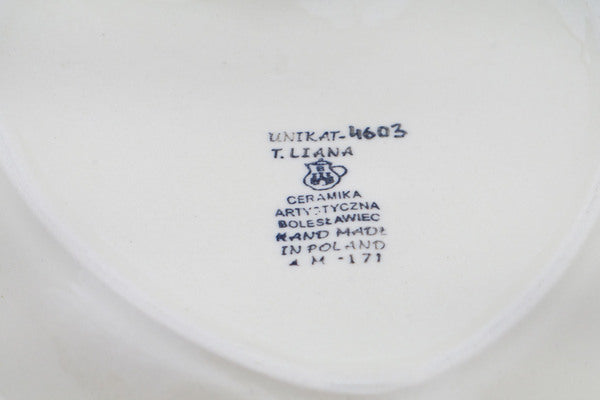 UNIKAT-4603
T. LIANA
CERAMIKA
ARTYSTYCZNA
BOLESŁAWIEC
HAND MADE
IN POLAND
M-171